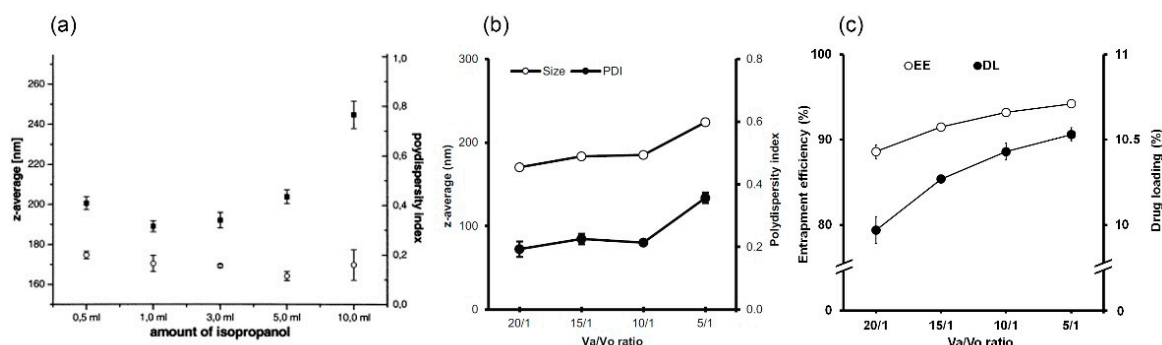 (a)
z-average [nm]
260
240
220
200
180
160
1,0
0,8
0,6
0,4
0,2
0,0
poydispersity index
0,5 ml 1,0 ml 3,0 ml 5,0 ml 10,0 ml
amount of isopropanol
(b)
Size PDI
z-average (nm)
300
200
100
0
0.8
0.6
0.4
0.2
0.0
Polydispersity index
20/1 15/1 10/1 5/1
Va/Vo ratio
(c)
EE DL
Entrapment efficiency (%)
100
90
80
0
11
10.5
10
0
Drug loading (%)
20/1 15/1 10/1 5/1
Va/Vo ratio